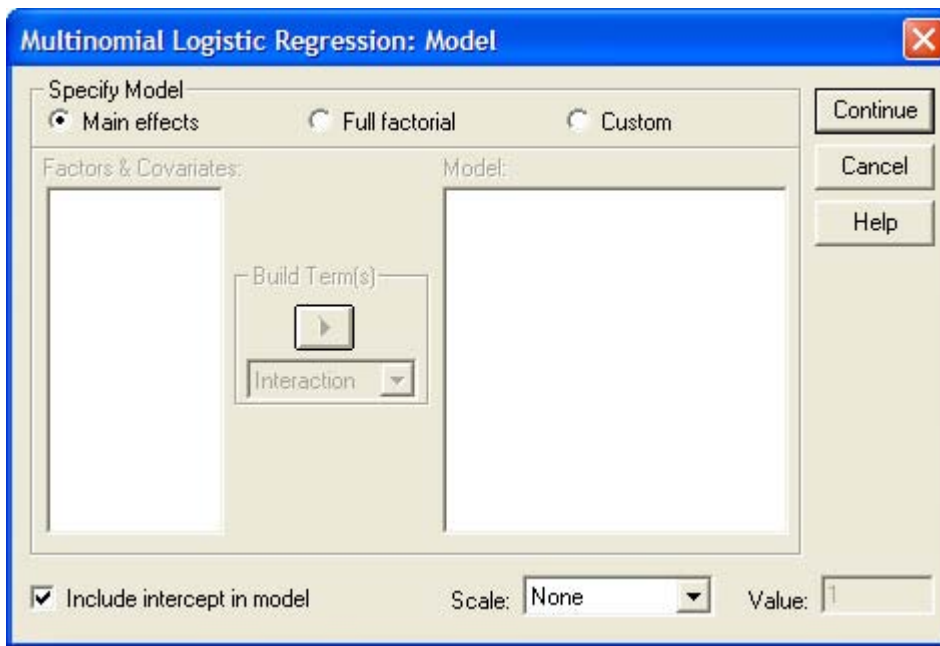 Multinomial Logistic Regression: Model
Specify Model
Main effects Full factorial Custom
Continue
Factors & Covariates: Model:
Cancel
Help
Build Term(s)
Interaction
Include intercept in model Scale: None Value: 1